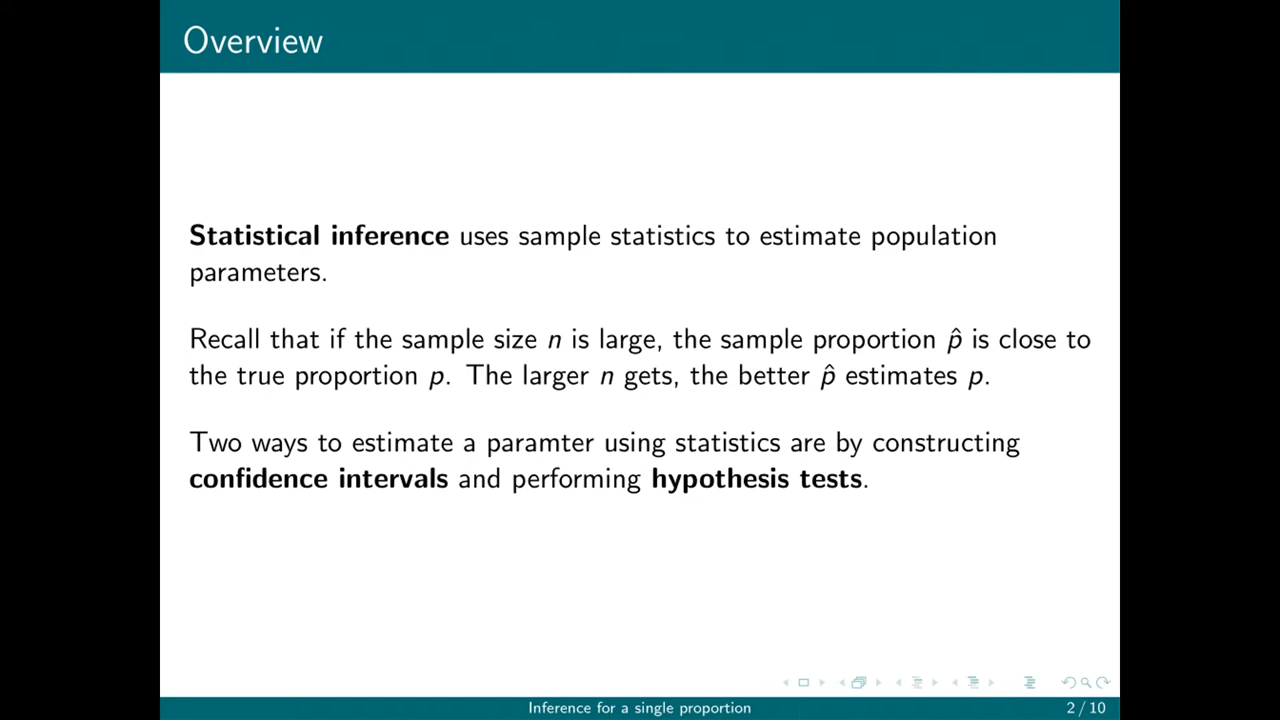 Overview
Statistical inference uses sample statistics to estimate population
parameters.
Recall that if the sample size n is large, the sample proportion p̂ is close to
the true proportion p. The larger n gets, the better p̂ estimates p.
Two ways to estimate a paramter using statistics are by constructing
confidence intervals and performing hypothesis tests.
Inference for a single proportion
2 / 10